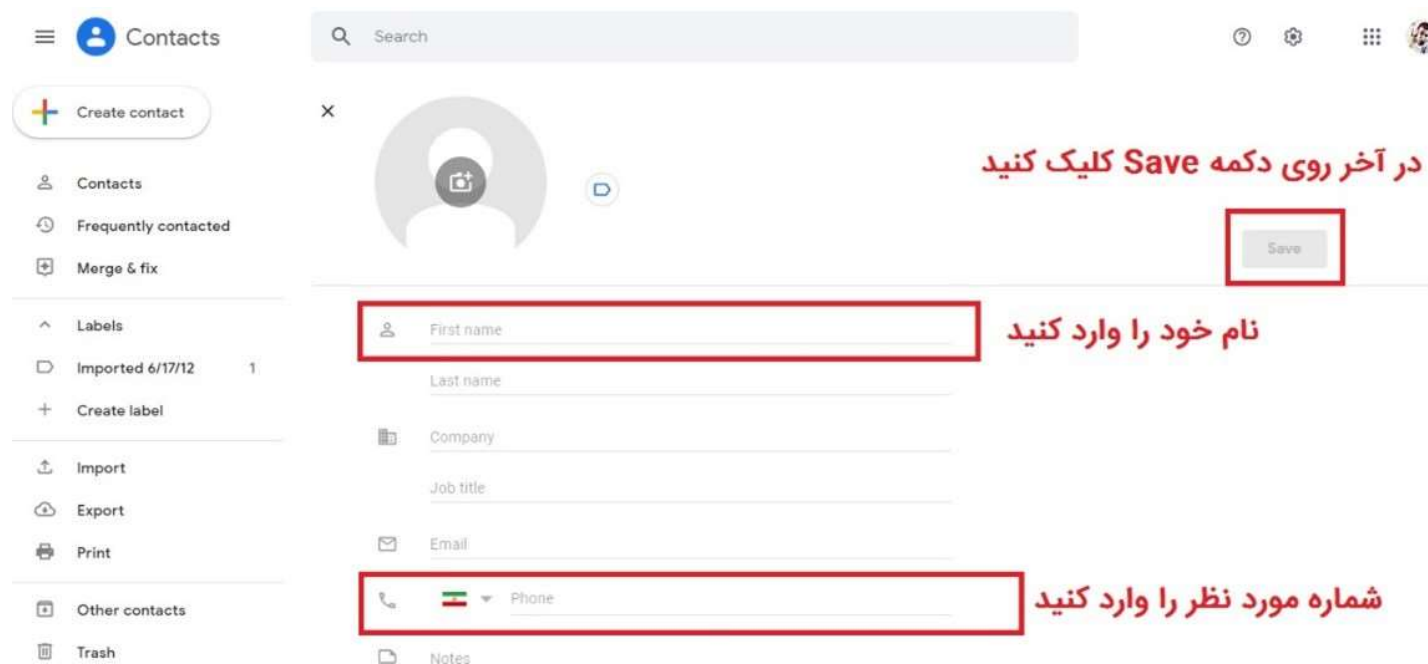 Contacts
Search
Create contact
در آخر روی دکمه Save کلیک کنید
Contacts
Frequently contacted
Save
Merge & fix
Labels
First name
نام خود را وارد کنید
Imported 6/17/12 1
Last name
Create label
Company
Import
Job title
Export
Email
Print
Phone
شماره مورد نظر را وارد کنید
Other contacts
Trash
Notes